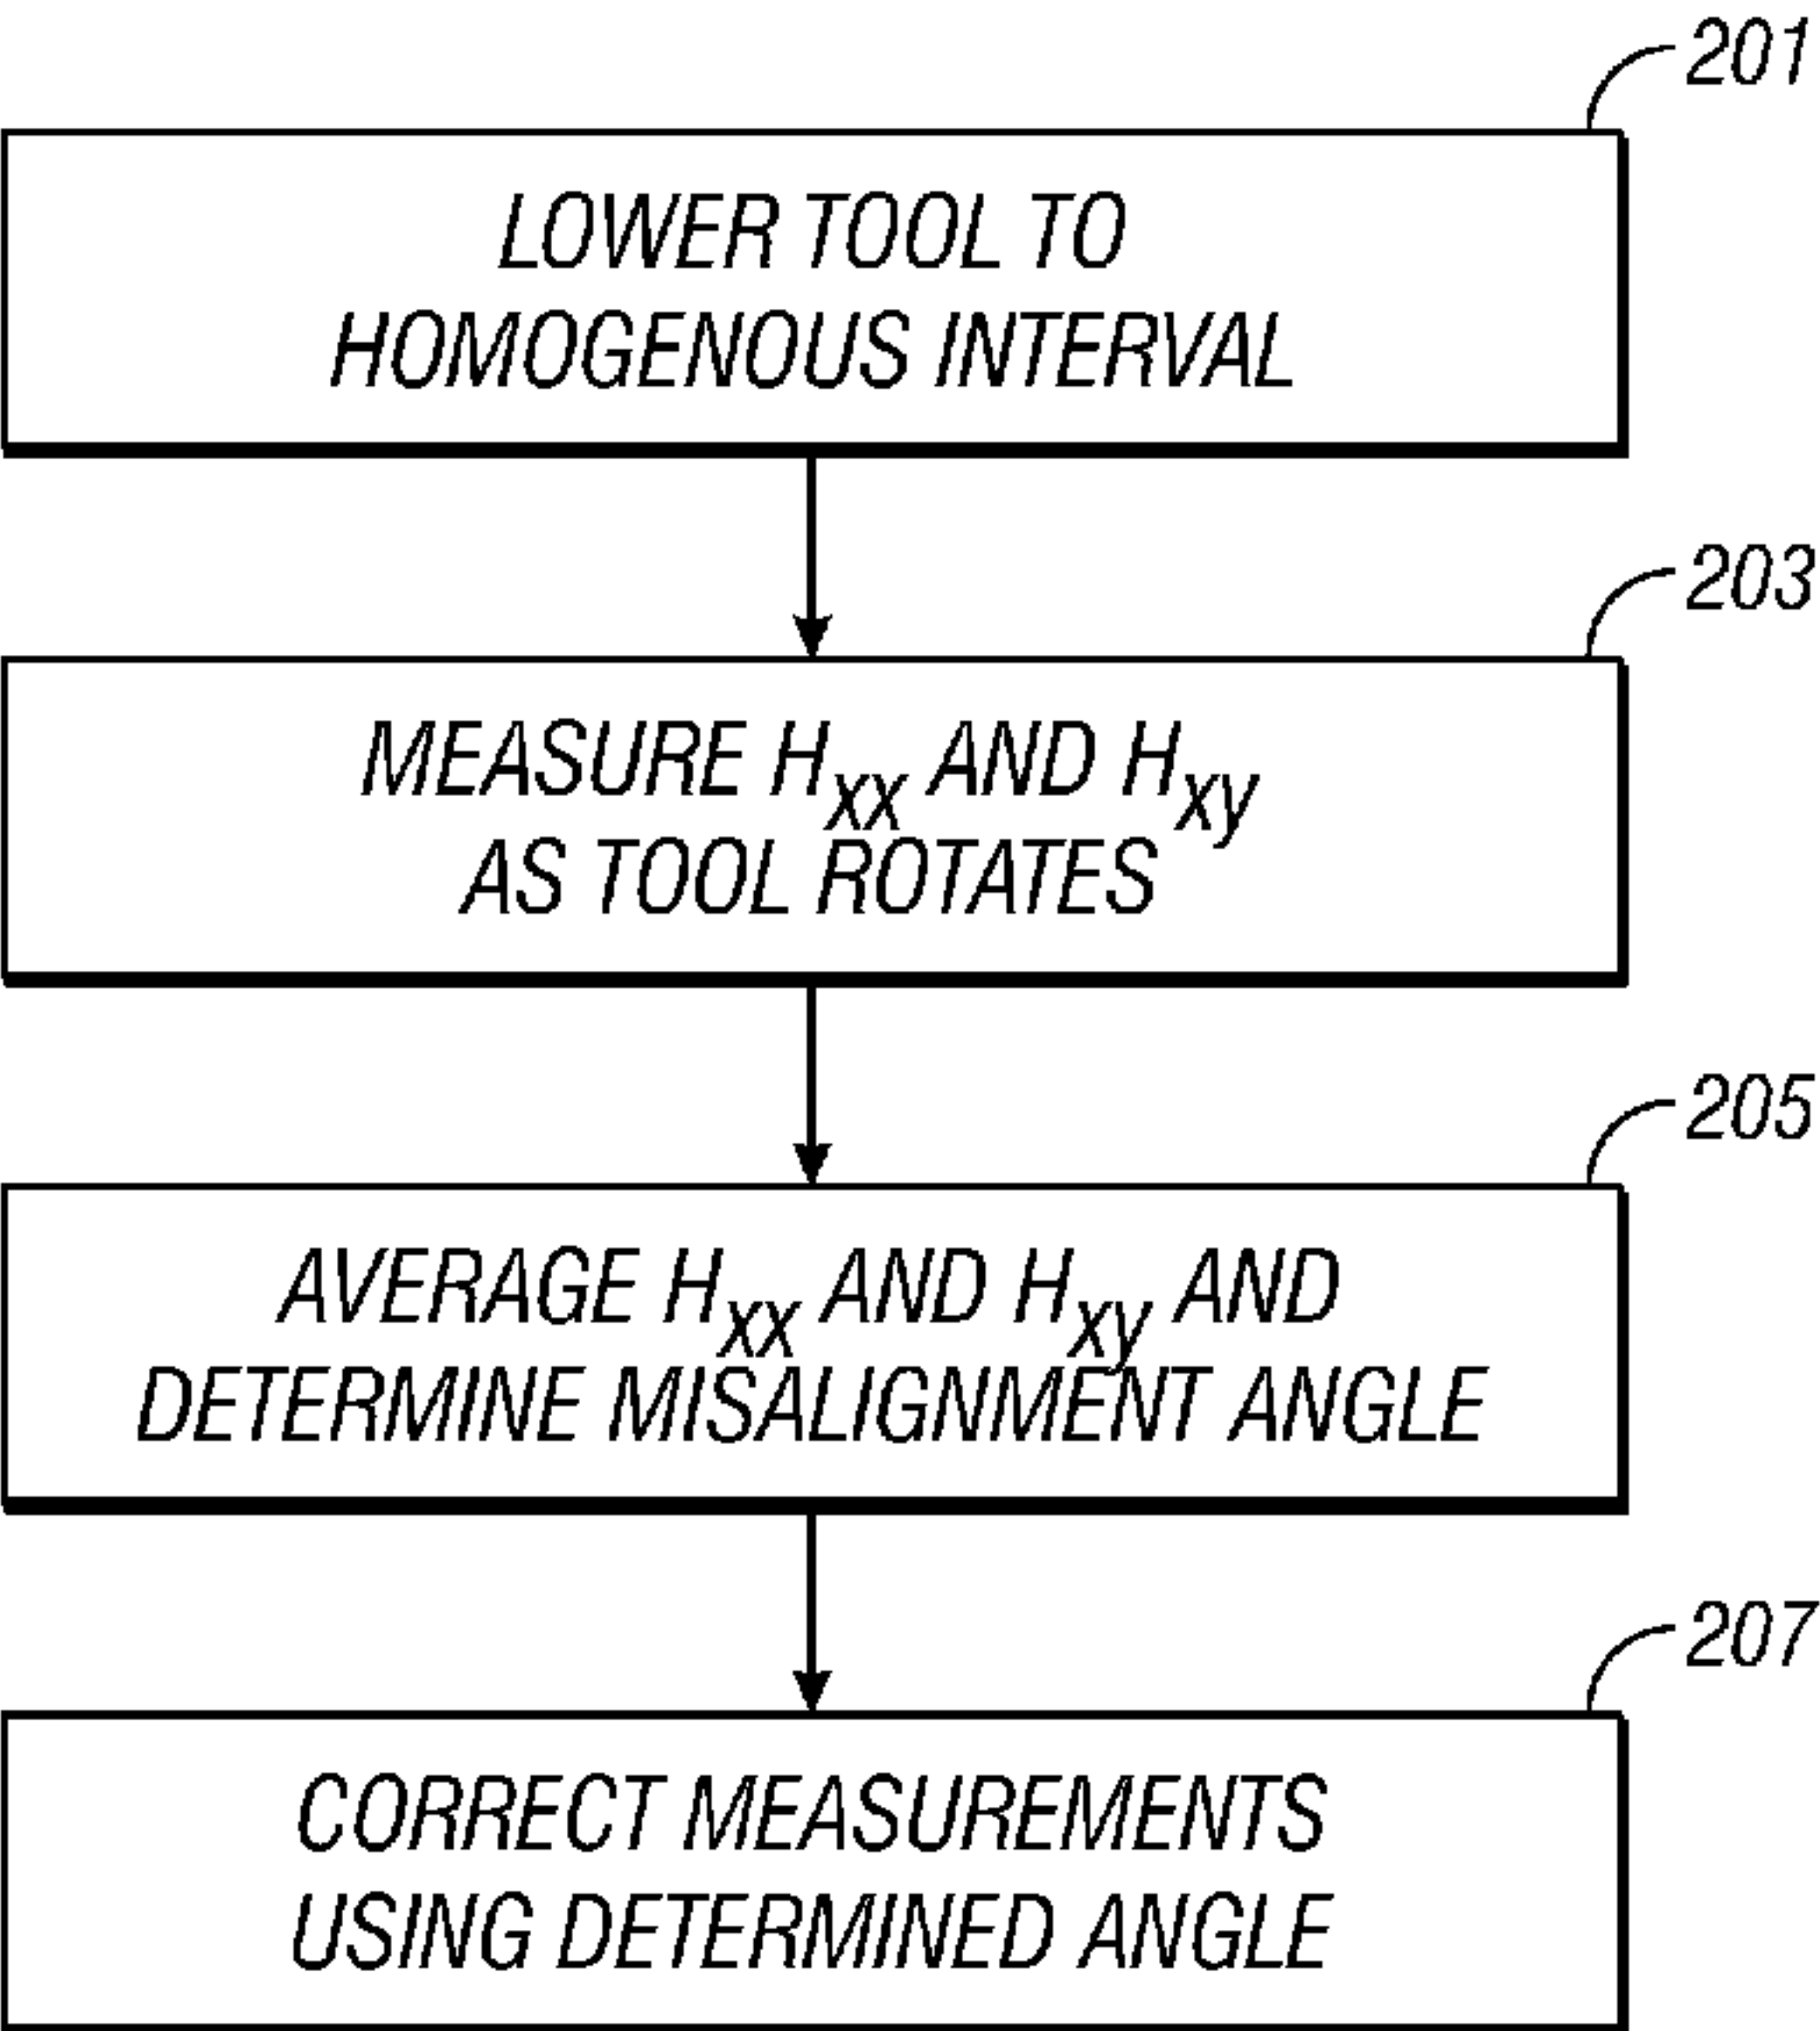 201
LOWER TOOL TO
HOMOGENOUS INTERVAL
203
MEASURE Hxx AND Hxy
AS TOOL ROTATES
205
AVERAGE Hxx AND Hxy AND
DETERMINE MISALIGNMENT ANGLE
207
CORRECT MEASUREMENTS
USING DETERMINED ANGLE